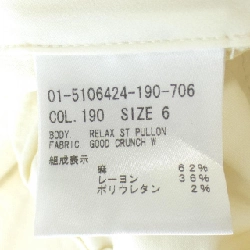 01-5106424-190-706
COL.190 SIZE 6
BODY RELAX ST PULLON
FABRIC GOOD CRUNCH W
組成表示
麻 62%
レーヨン 36%
ポリウレタン 2%